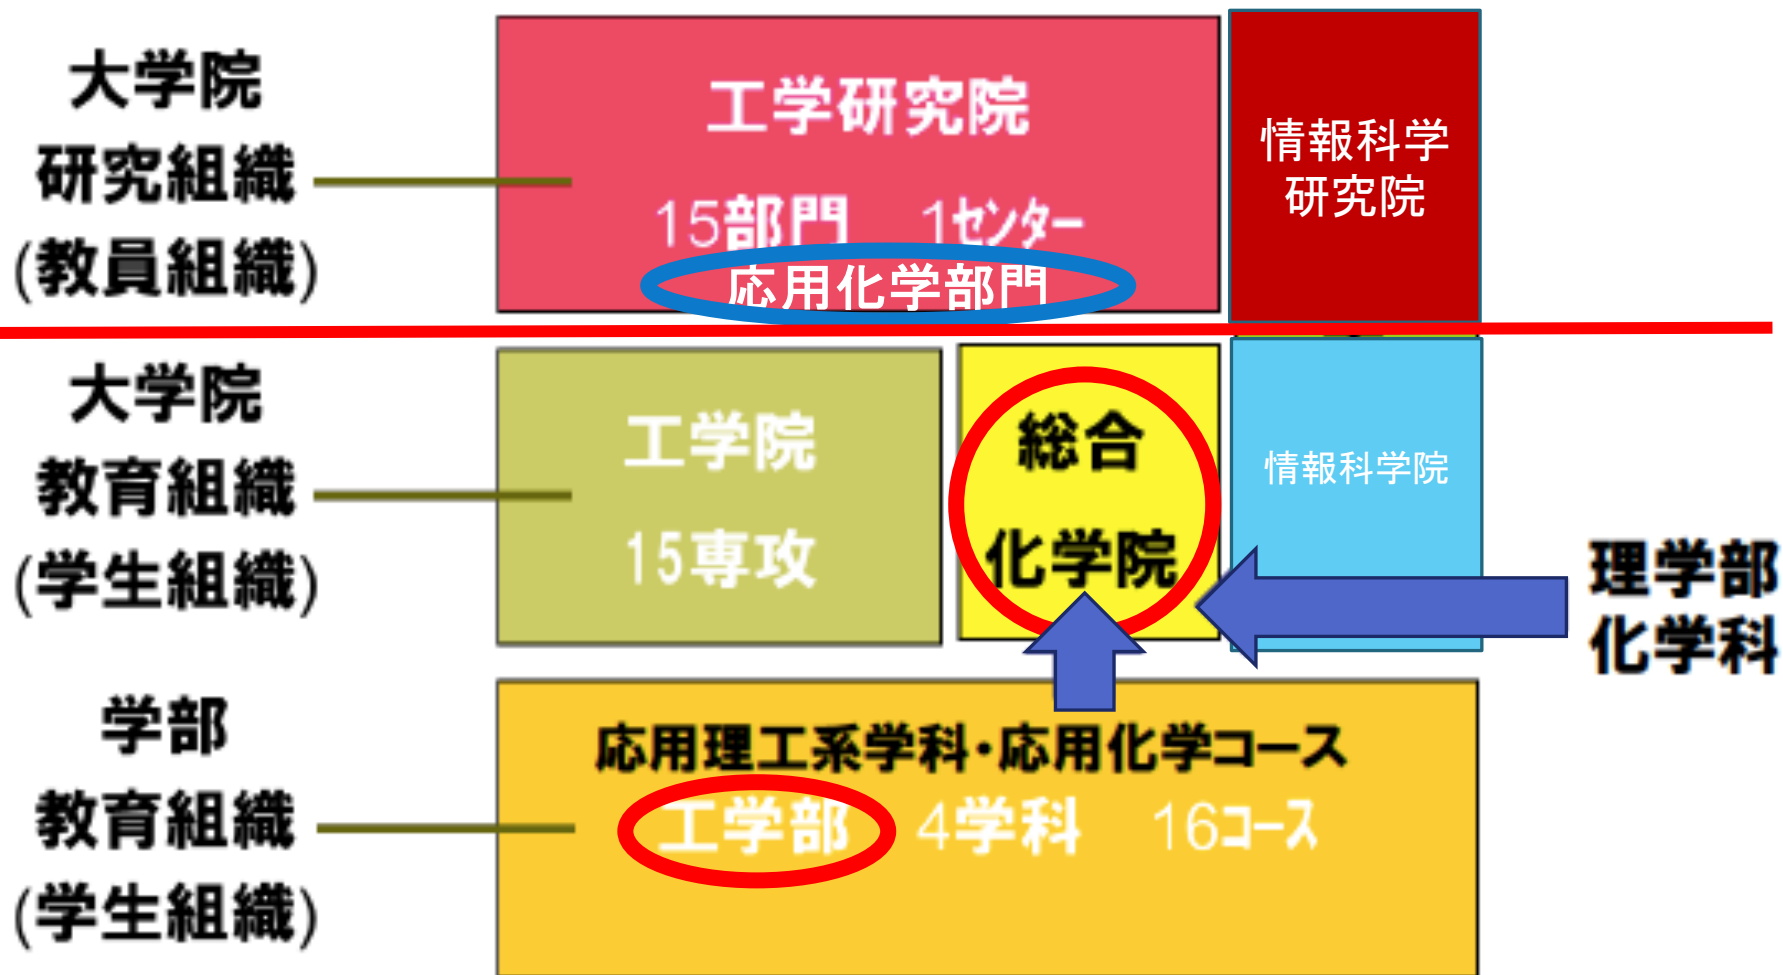 大学院
研究組織
(教員組織)
工学研究院
15部門 1センター
応用化学部門
情報科学
研究院
大学院
教育組織
(学生組織)
工学院
15専攻
総合
化学院
情報科学院
理学部
化学科
学部
教育組織
(学生組織)
応用理工系学科・応用化学コース
工学部 4学科 16コース